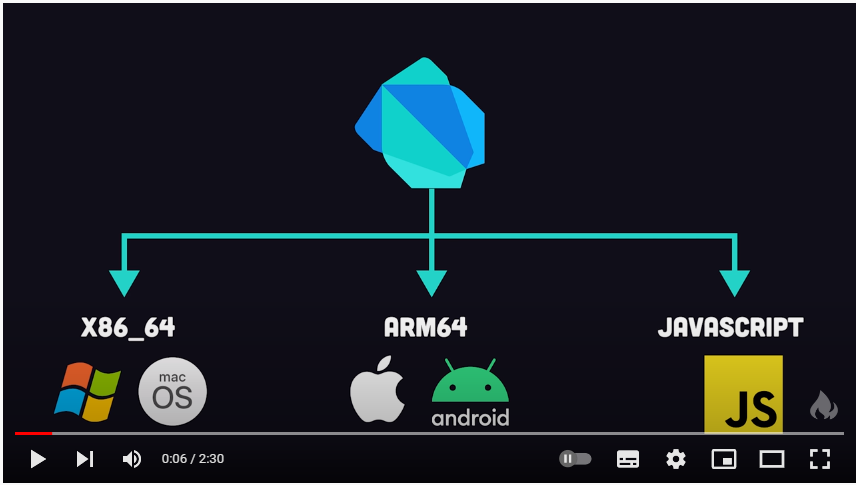 X86_64
ARM64
JAVASCRIPT
mac
OS
android
JS
0:06 / 2:30